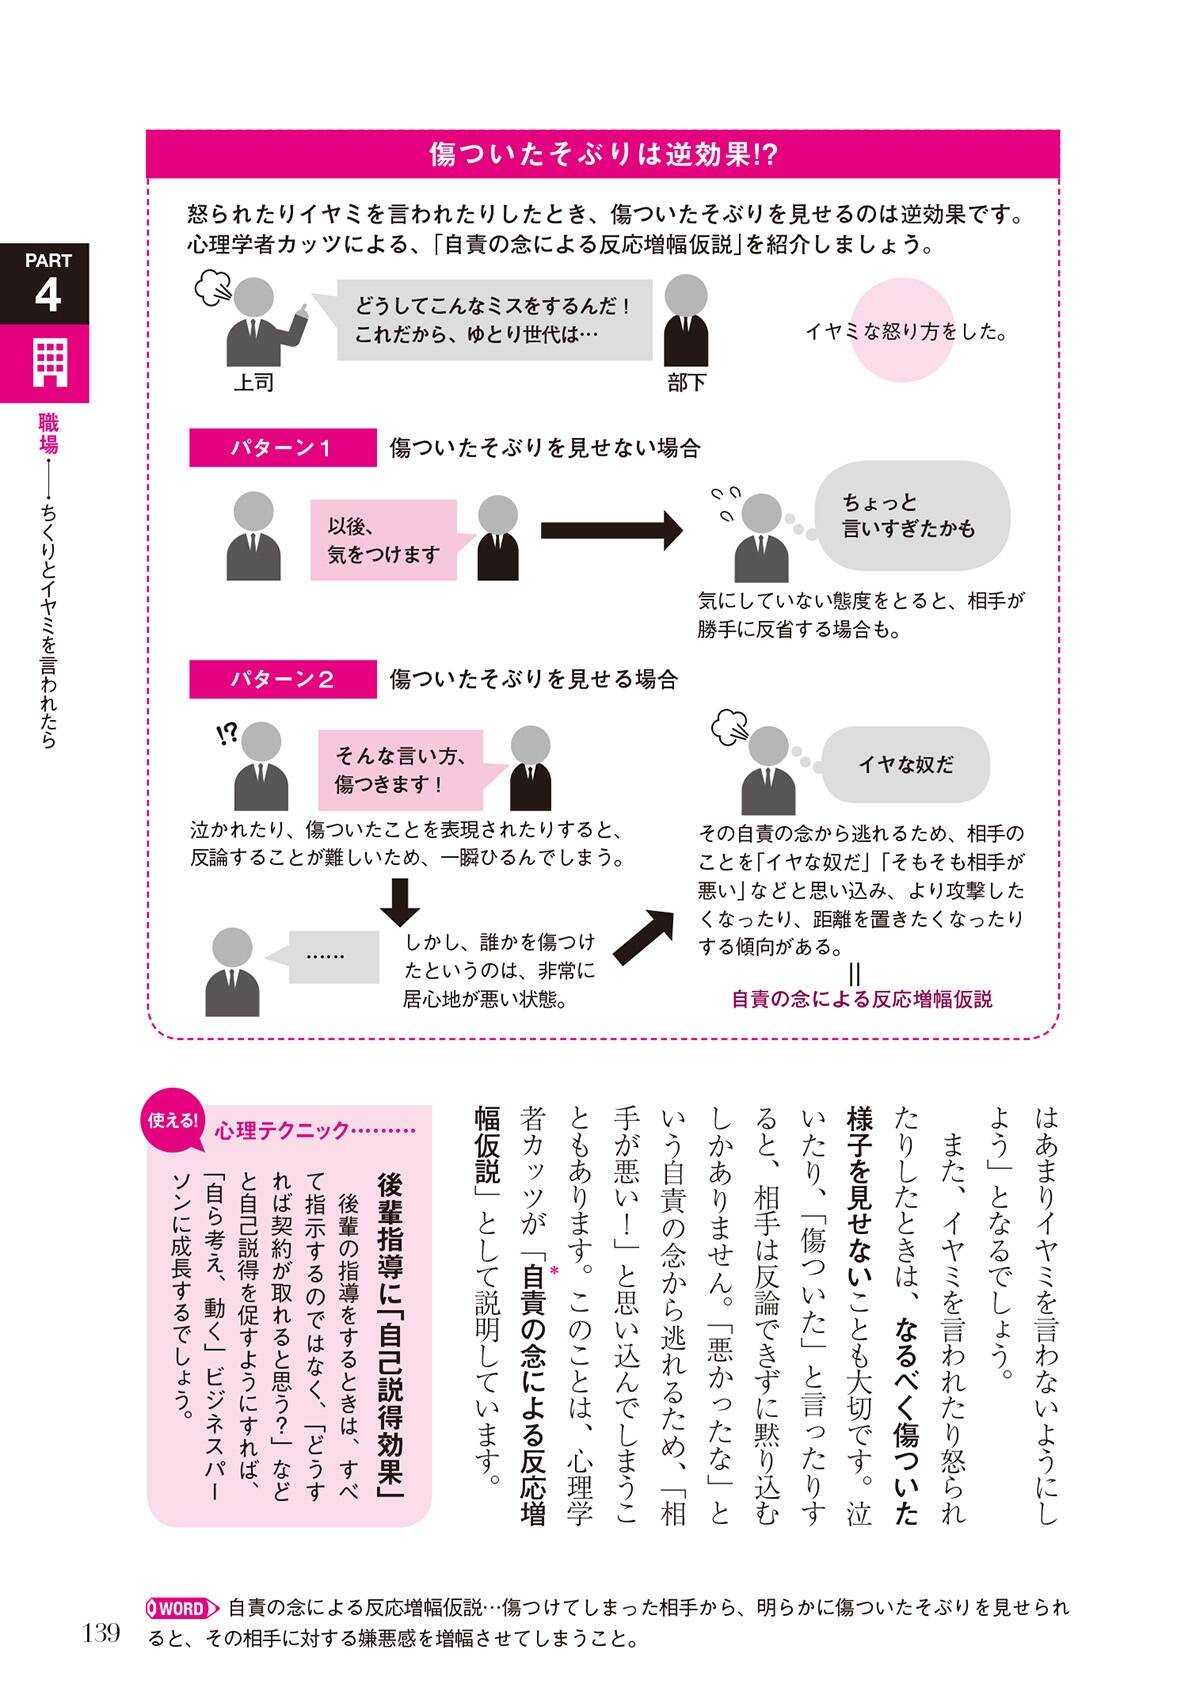 傷ついたそぶりは逆効果!?
怒られたりイヤミを言われたりしたとき、傷ついたそぶりを見せるのは逆効果です。
心理学者カッツによる、「自責の念による反応増幅仮説」を紹介しましょう。
どうしてこんなミスをするんだ！
これだから、ゆとり世代は…
上司
部下
イヤミな怒り方をした。
パターン1
傷ついたそぶりを見せない場合
以後、
気をつけます
ちょっと
言いすぎたかも
気にしていない態度をとると、相手が
勝手に反省する場合も。
パターン2
傷ついたそぶりを見せる場合
!?
そんな言い方、
傷つきます！
イヤな奴だ
泣かれたり、傷ついたことを表現されたりすると、
反論することが難しいため、一瞬ひるんでしまう。
……
しかし、誰かを傷つけ
たというのは、非常に
居心地が悪い状態。
その自責の念から逃れるため、相手の
ことを「イヤな奴だ」「そもそも相手が
悪い」などと思い込み、より攻撃した
くなったり、距離を置きたくなったり
する傾向がある。
=
自責の念による反応増幅仮説
PART
4
職場――ちくりとイヤミを言われたら
はあまりイヤミを言わないようにし
よう」となるでしょう。
また、イヤミを言われたり怒られ
たりしたときは、なるべく傷ついた
様子を見せないことも大切です。泣
いたり、「傷ついた」と言ったりす
ると、相手は反論できずに黙り込む
しかありません。「悪かったな」と
いう自責の念から逃れるため、「相
手が悪い！」と思い込んでしまうこ
ともあります。このことは、心理学
者カッツが「*自責の念による反応増
幅仮説」として説明しています。
使える!
心理テクニック………
後輩指導に「自己説得効果」
後輩の指導をするときは、すべ
て指示するのではなく、「どうす
れば契約が取れると思う？」など
と自己説得を促すようにすれば、
「自ら考え、動く」ビジネスパー
ソンに成長するでしょう。
WORD 自責の念による反応増幅仮説…傷つけてしまった相手から、明らかに傷ついたそぶりを見せられ
ると、その相手に対する嫌悪感を増幅させてしまうこと。
139